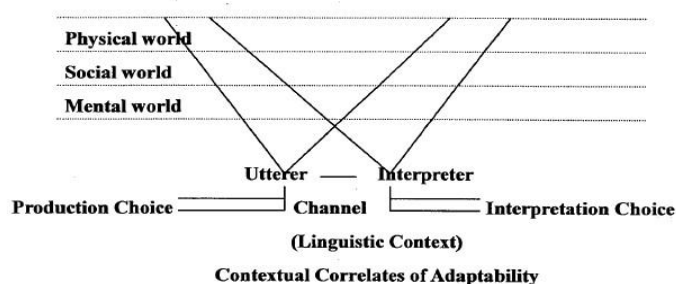 Physical world
Social world
Mental world
Utterer Interpreter
Production Choice Channel Interpretation Choice
(Linguistic Context)
Contextual Correlates of Adaptability